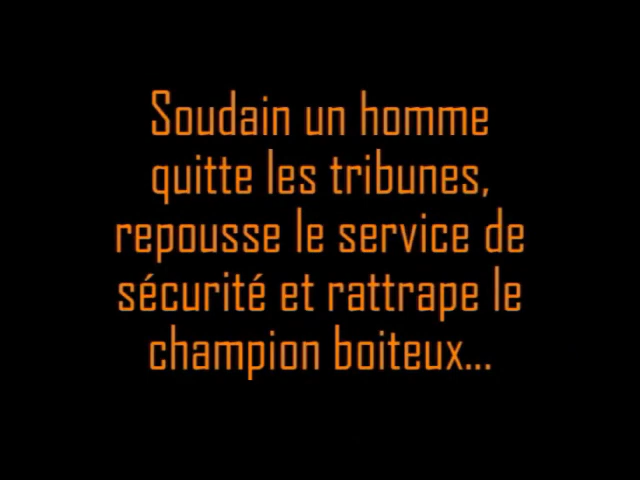 Soudain un homme
quitte les tribunes,
repousse le service de
sécurité et rattrape le
champion boiteux...